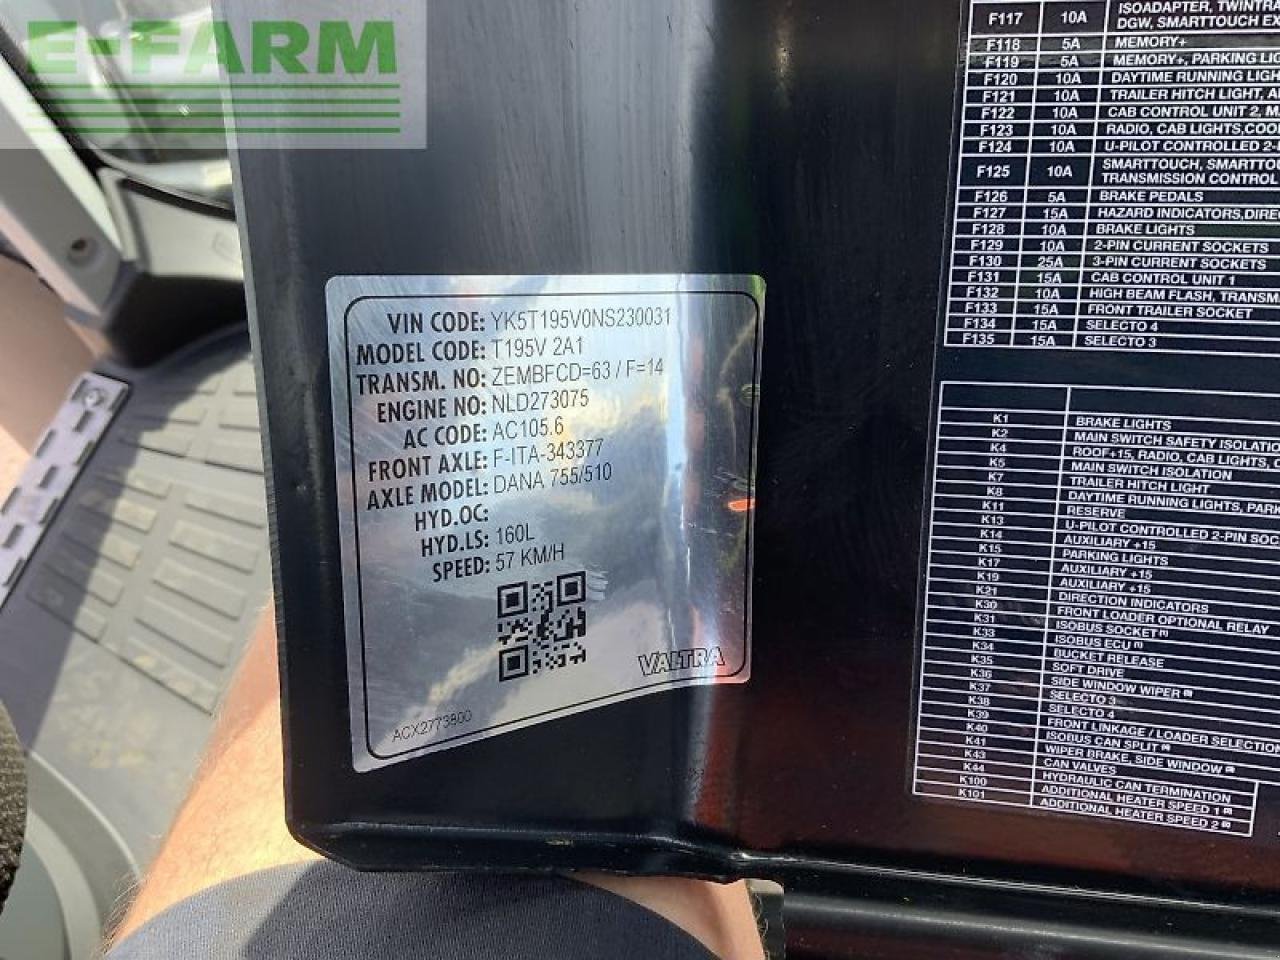 E-FARM
VIN CODE: YK5T195V0NS230031
MODEL CODE: T195V 2A1
TRANSM. NO: ZEMBFCD=63 / F=14
ENGINE NO: NLD273075
AC CODE: AC105.6
FRONT AXLE: F-ITA-343377
AXLE MODEL: DANA 755/510
HYD.OC:
HYD.LS: 160L
SPEED: 57 KM/H
VALTRA
ACX2773800
F117 10A ISOADAPTER,
DGW, SMARTTOUCH
F118 5A MEMORY+
F119 5A MEMORY+, PARKING
F120 10A DAYTIME RUNNING
F121 10A TRAILER HITCH LIGHT,
F122 10A CAB CONTROL UNIT 2,
F123 10A RADIO, CAB LIGHTS,
F124 10A U-PILOT CONTROLLED
F125 10A SMARTTOUCH,
TRANSMISSION CONTROL
F126 5A BRAKE PEDALS
F127 15A HAZARD INDICATORS,
F128 10A BRAKE LIGHTS
F129 10A 2-PIN CURRENT SOCKETS
F130 25A 3-PIN CURRENT SOCKETS
F131 15A CAB CONTROL UNIT 1
F132 10A HIGH BEAM FLASH,
F133 15A FRONT TRAILER SOCKET
F134 15A SELECTO 4
F135 15A SELECTO 3
K1 BRAKE LIGHTS
K2 MAIN SWITCH SAFETY
K4 ROOF+15, RADIO, CAB LIGHTS,
K5 MAIN SWITCH ISOLATION
K7 TRAILER HITCH LIGHT
K8 DAYTIME RUNNING LIGHTS,
K11 RESERVE
K13 U-PILOT CONTROLLED 2-PIN
K14 AUXILIARY +15
K15 PARKING LIGHTS
K17 AUXILIARY +15
K19 AUXILIARY +15
K21 DIRECTION INDICATORS
K30 FRONT LOADER OPTIONAL RELAY
K31 ISOBUS SOCKET
K33 ISOBUS ECU
K34 BUCKET RELEASE
K35 SOFT DRIVE
K36 SIDE WINDOW WIPER
K37 SELECTO 3
K38 SELECTO 4
K39 FRONT LINKAGE / LOADER SELECTION
K40 ISOBUS CAN SPLIT
K41 WIPER BRAKE, SIDE WINDOW
K43 CAN VALVES
K44 HYDRAULIC CAN TERMINATION
K100 ADDITIONAL HEATER SPEED 1
K101 ADDITIONAL HEATER SPEED 2